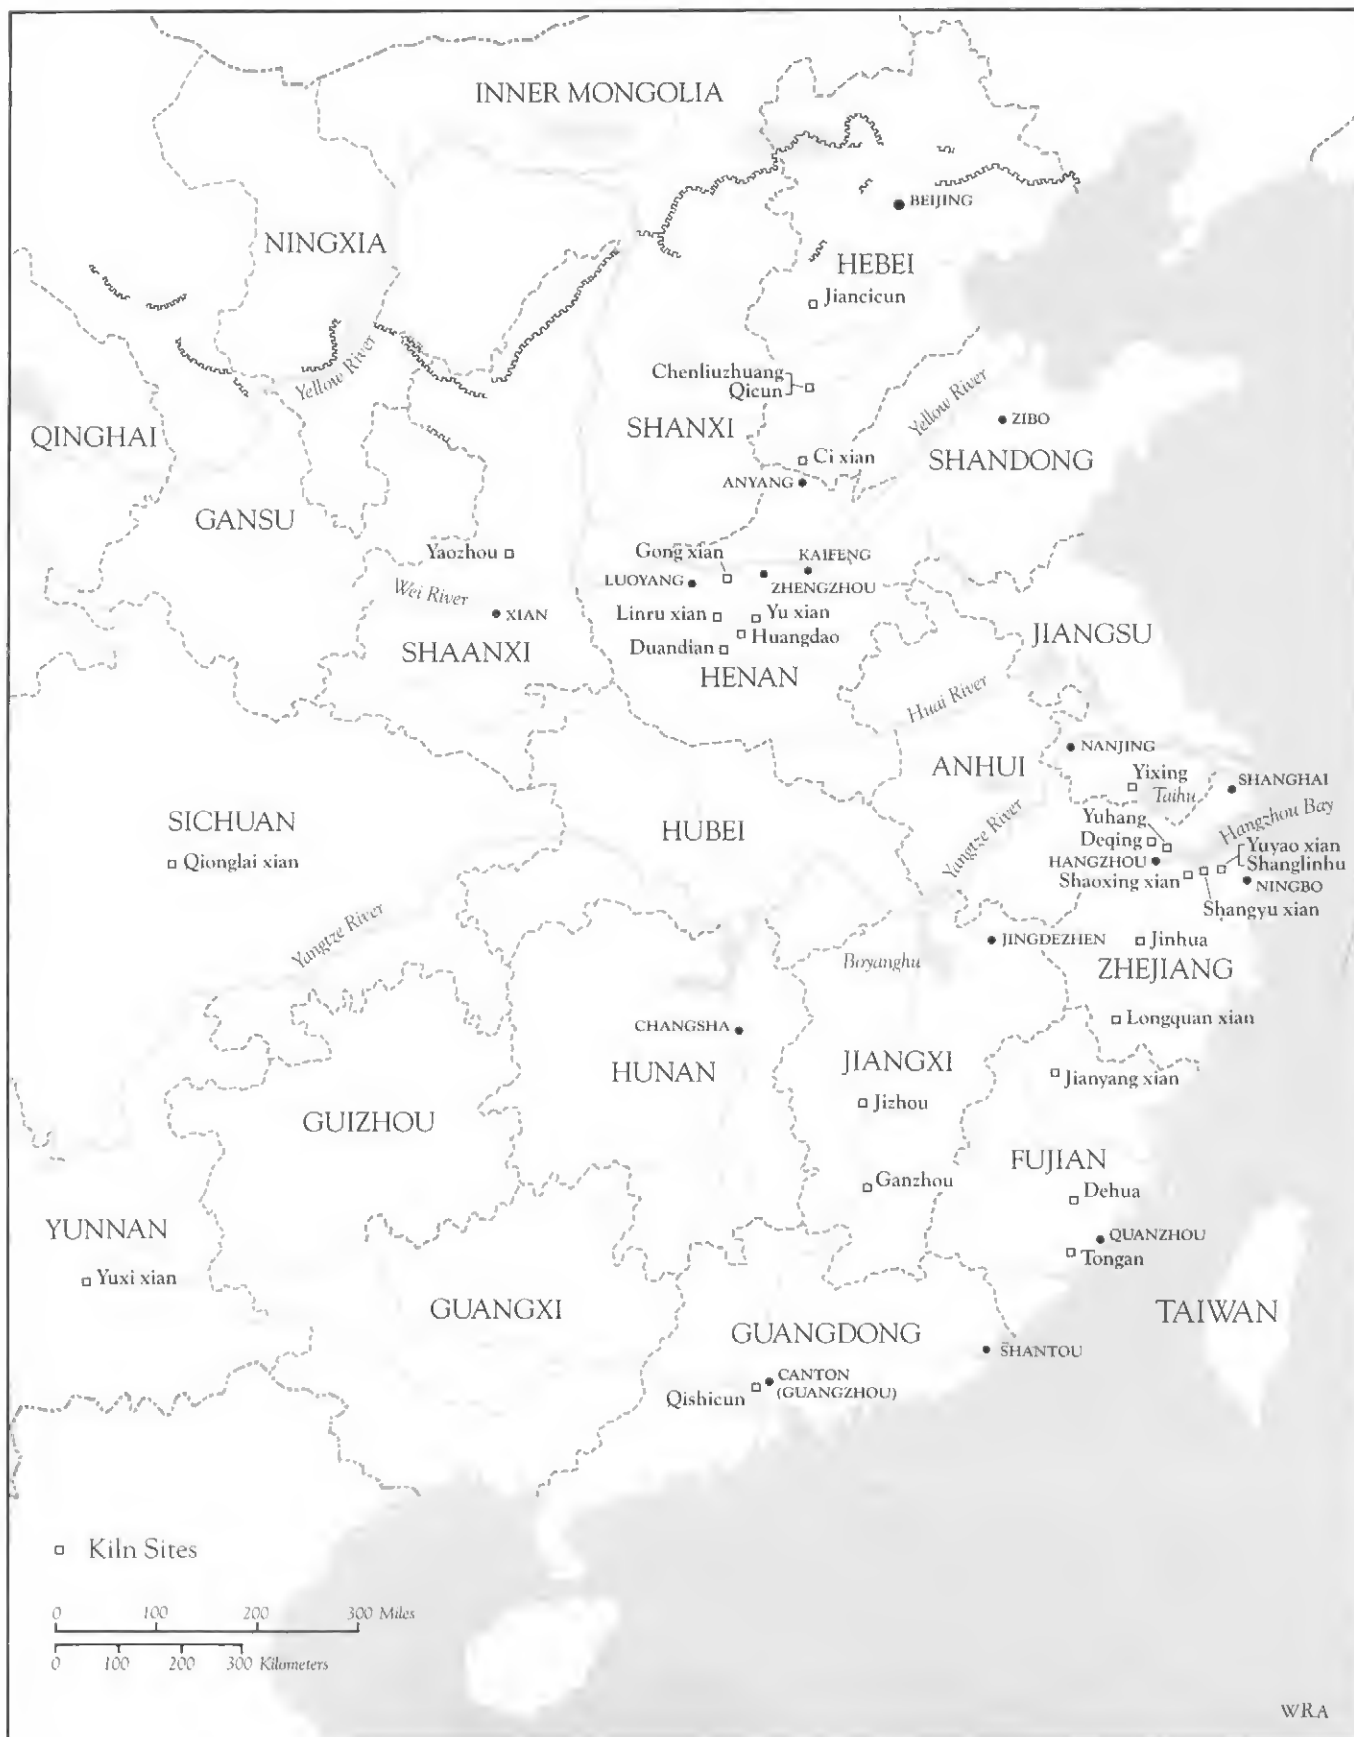 INNER MONGOLIA
BEIJING
NINGXIA
HEBEI
Jiancicun
Yellow River
Chenliuzhuang
Qicun
Yellow River
ZIBO
QINGHAI
SHANXI
Ci xian
SHANDONG
ANYANG
GANSU
Yaozhou
Gong xian
KAIFENG
LUOYANG
ZHENGZHOU
Wei River
XIAN
Linru xian
Yu xian
Huangdao
JIANGSU
SHAANXI
Duandian
HENAN
Huai River
NANJING
ANHUI
Yixing
Taihu
SHANGHAI
SICHUAN
HUBEI
Yangtze River
Yuhang
Hangzhou Bay
Deqing
Yuyao xian
Qionglai xian
HANGZHOU
Shanglinhu
Shaoxing xian
NINGBO
Shangyu xian
Yangtze River
JINGDEZHEN
Jinhua
Boyanghu
ZHEJIANG
CHANGSHA
Longquan xian
HUNAN
JIANGXI
Jianyang xian
Jizhou
GUIZHOU
FUJIAN
Ganzhou
Dehua
YUNNAN
QUANZHOU
Tongan
Yuxi xian
GUANGXI
TAIWAN
GUANGDONG
SHANTOU
CANTON
(GUANGZHOU)
Qishicun
Kiln Sites
0 100 200 300 Miles
0 100 200 300 Kilometers
WRA